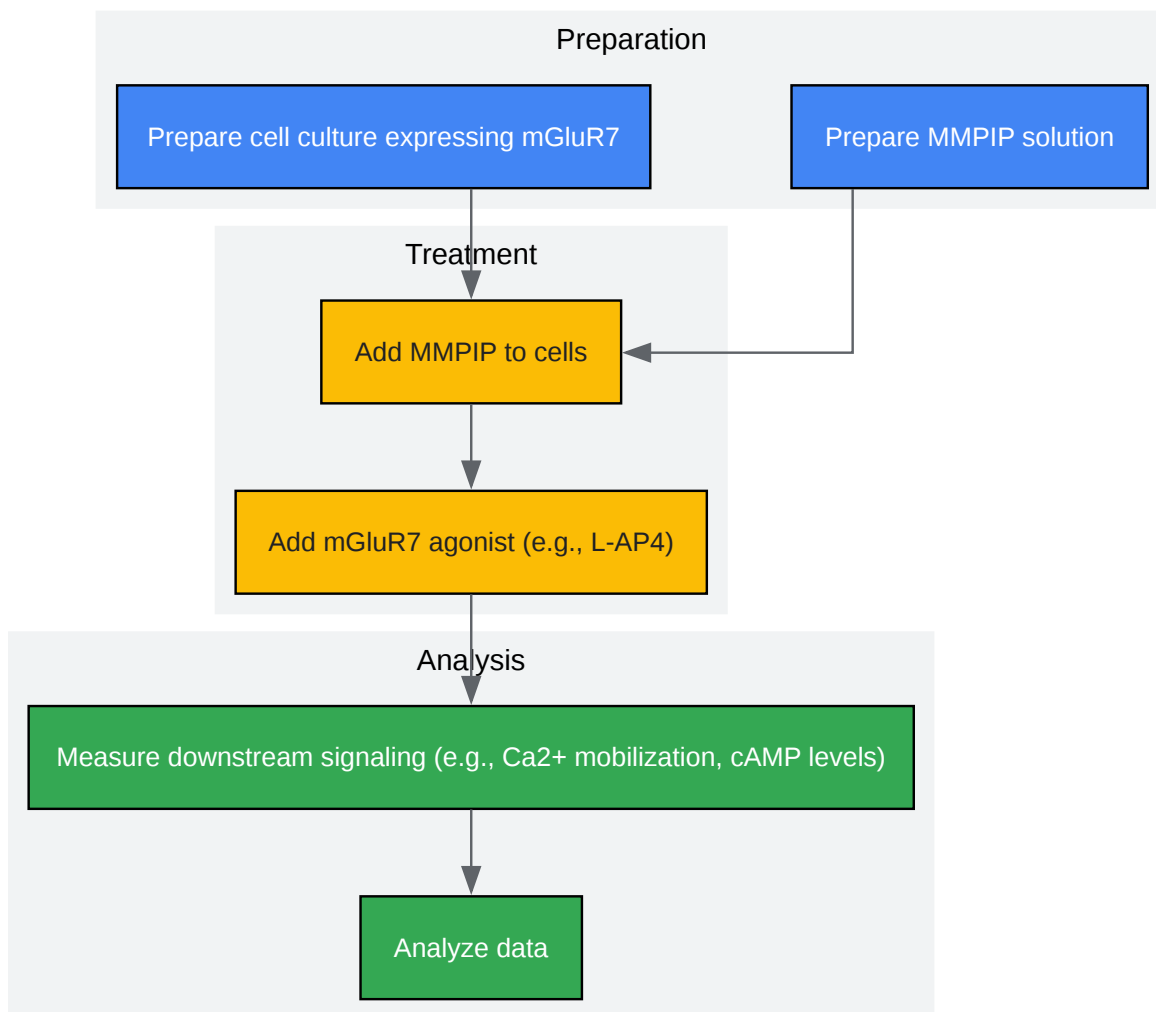 Preparation
Prepare cell culture expressing mGluR7
Prepare MMPIP solution
Treatment
Add MMPIP to cells
Add mGluR7 agonist (e.g., L-AP4)
Analysis
Measure downstream signaling (e.g., Ca2+ mobilization, cAMP levels)
Analyze data